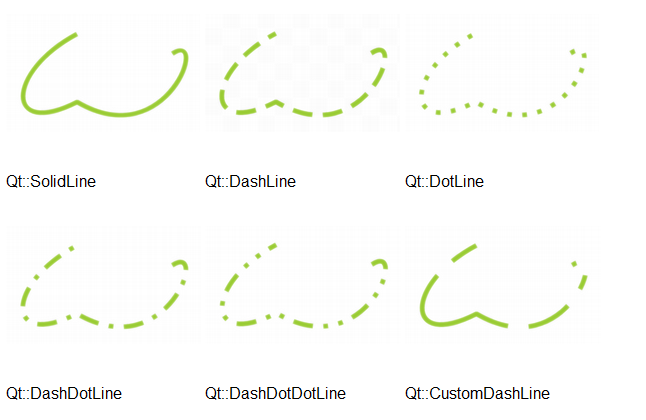 Qt::SolidLine
Qt::DashLine
Qt::DotLine
Qt::DashDotLine
Qt::DashDotDotLine
Qt::CustomDashLine